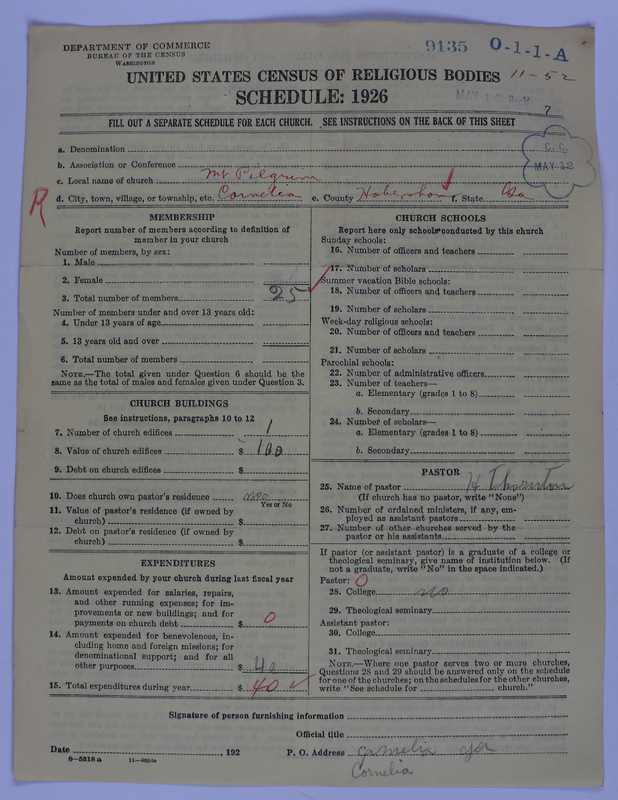 DEPARTMENT OF COMMERCE
BUREAU OF THE CENSUS
WASHINGTON
9135 O-1-1-A
UNITED STATES CENSUS OF RELIGIOUS BODIES 11-52
SCHEDULE: 1926
7
FILL OUT A SEPARATE SCHEDULE FOR EACH CHURCH. SEE INSTRUCTIONS ON THE BACK OF THIS SHEET
C. C.
MAY 12
a. Denomination
b. Association or Conference
c. Local name of church Mt Pilgrim
R
d. City, town, village, or township, etc. Cornelia e. County Habersham f. State Ga
MEMBERSHIP
Report number of members according to definition of
member in your church
Number of members, by sex:
1. Male
2. Female
3. Total number of members 25
Number of members under and over 13 years old:
4. Under 13 years of age
5. 13 years old and over
6. Total number of members
NOTE.—The total given under Question 6 should be the
same as the total of males and females given under Question 3.
CHURCH BUILDINGS
See instructions, paragraphs 10 to 12
7. Number of church edifices 1
8. Value of church edifices $ 100
9. Debt on church edifices $
10. Does church own pastor's residence
Yes or No
11. Value of pastor's residence (if owned by
church) $
12. Debt on pastor's residence (if owned by
church) $
EXPENDITURES
Amount expended by your church during last fiscal year
13. Amount expended for salaries, repairs,
and other running expenses; for im-
provements or new buildings; and for
payments on church debt $ 0
14. Amount expended for benevolences, in-
cluding home and foreign missions; for
denominational support; and for all
other purposes $ 40
15. Total expenditures during year $ 40
CHURCH SCHOOLS
Report here only schools conducted by this church
Sunday schools:
16. Number of officers and teachers
17. Number of scholars
Summer vacation Bible schools:
18. Number of officers and teachers
19. Number of scholars
Week-day religious schools:
20. Number of officers and teachers
21. Number of scholars
Parochial schools:
22. Number of administrative officers
23. Number of teachers—
a. Elementary (grades 1 to 8)
b. Secondary
24. Number of scholars—
a. Elementary (grades 1 to 8)
b. Secondary
PASTOR
25. Name of pastor H Thornton
(If church has no pastor, write "None")
26. Number of ordained ministers, if any, em-
ployed as assistant pastors
27. Number of other churches served by the
pastor or his assistants
If pastor (or assistant pastor) is a graduate of a college or
theological seminary, give name of institution below. (If
not a graduate, write "No" in the space indicated.)
Pastor: 0
28. College no
29. Theological seminary
Assistant pastor:
30. College
31. Theological seminary
NOTE.—Where one pastor serves two or more churches,
Questions 28 and 29 should be answered only on the schedule
for one of the churches; on the schedules for the other churches,
write "See schedule for church."
Signature of person furnishing information
Official title
Date , 192 P. O. Address Cornelia Ga
8-5518 a 11-9054a
Cornelia